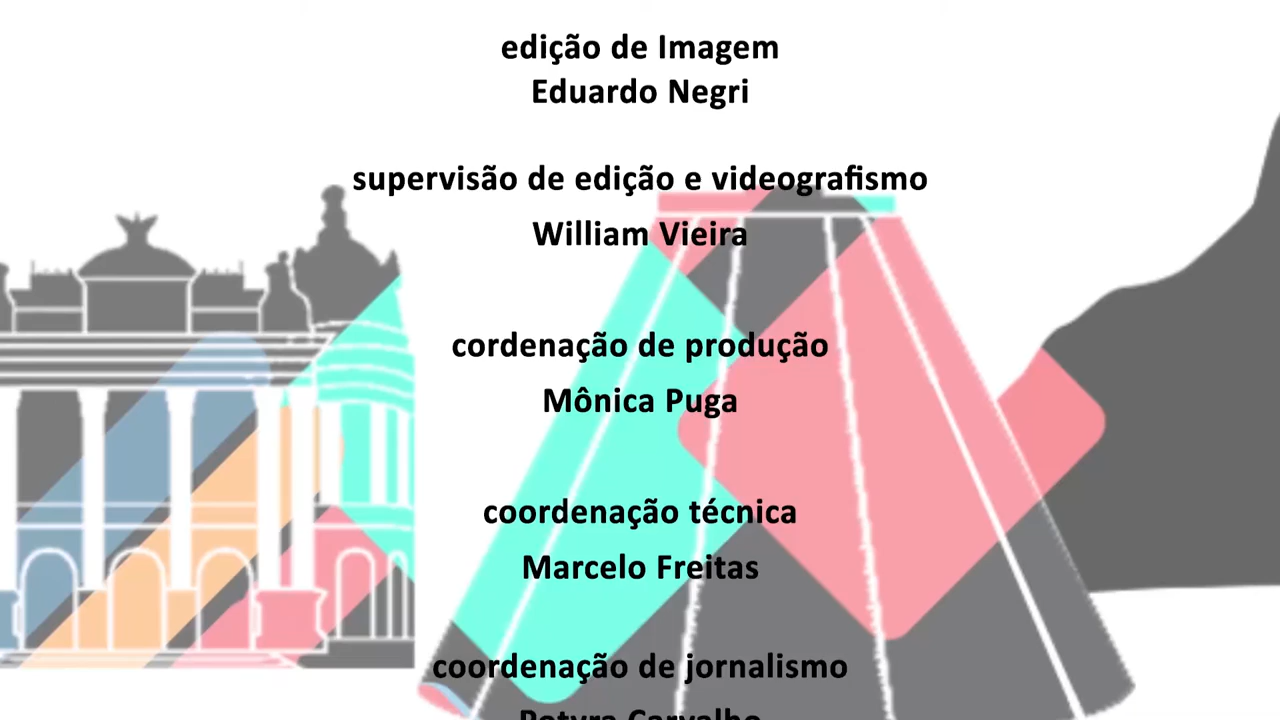 edição de Imagem
Eduardo Negri
supervisão de edição e videografismo
William Vieira
cordenação de produção
Mônica Puga
coordenação técnica
Marcelo Freitas
coordenação de jornalismo
Carvalho